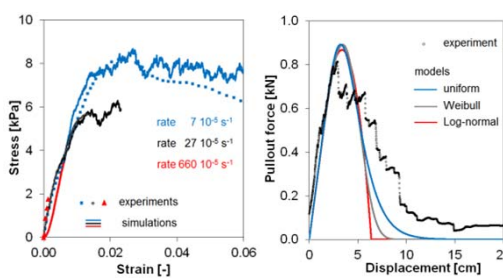 10
8
6
4
2
0
Stress [kPa]
rate 7 10⁻⁵ s⁻¹
rate 27 10⁻⁵ s⁻¹
rate 660 10⁻⁵ s⁻¹
experiments
simulations
0.00 0.02 0.04 0.06
Strain [-]
1.0
0.8
0.6
0.4
0.2
0.0
Pullout force [kN]
experiment
models
uniform
Weibull
Log-normal
0 5 10 15
Displacement [cm]